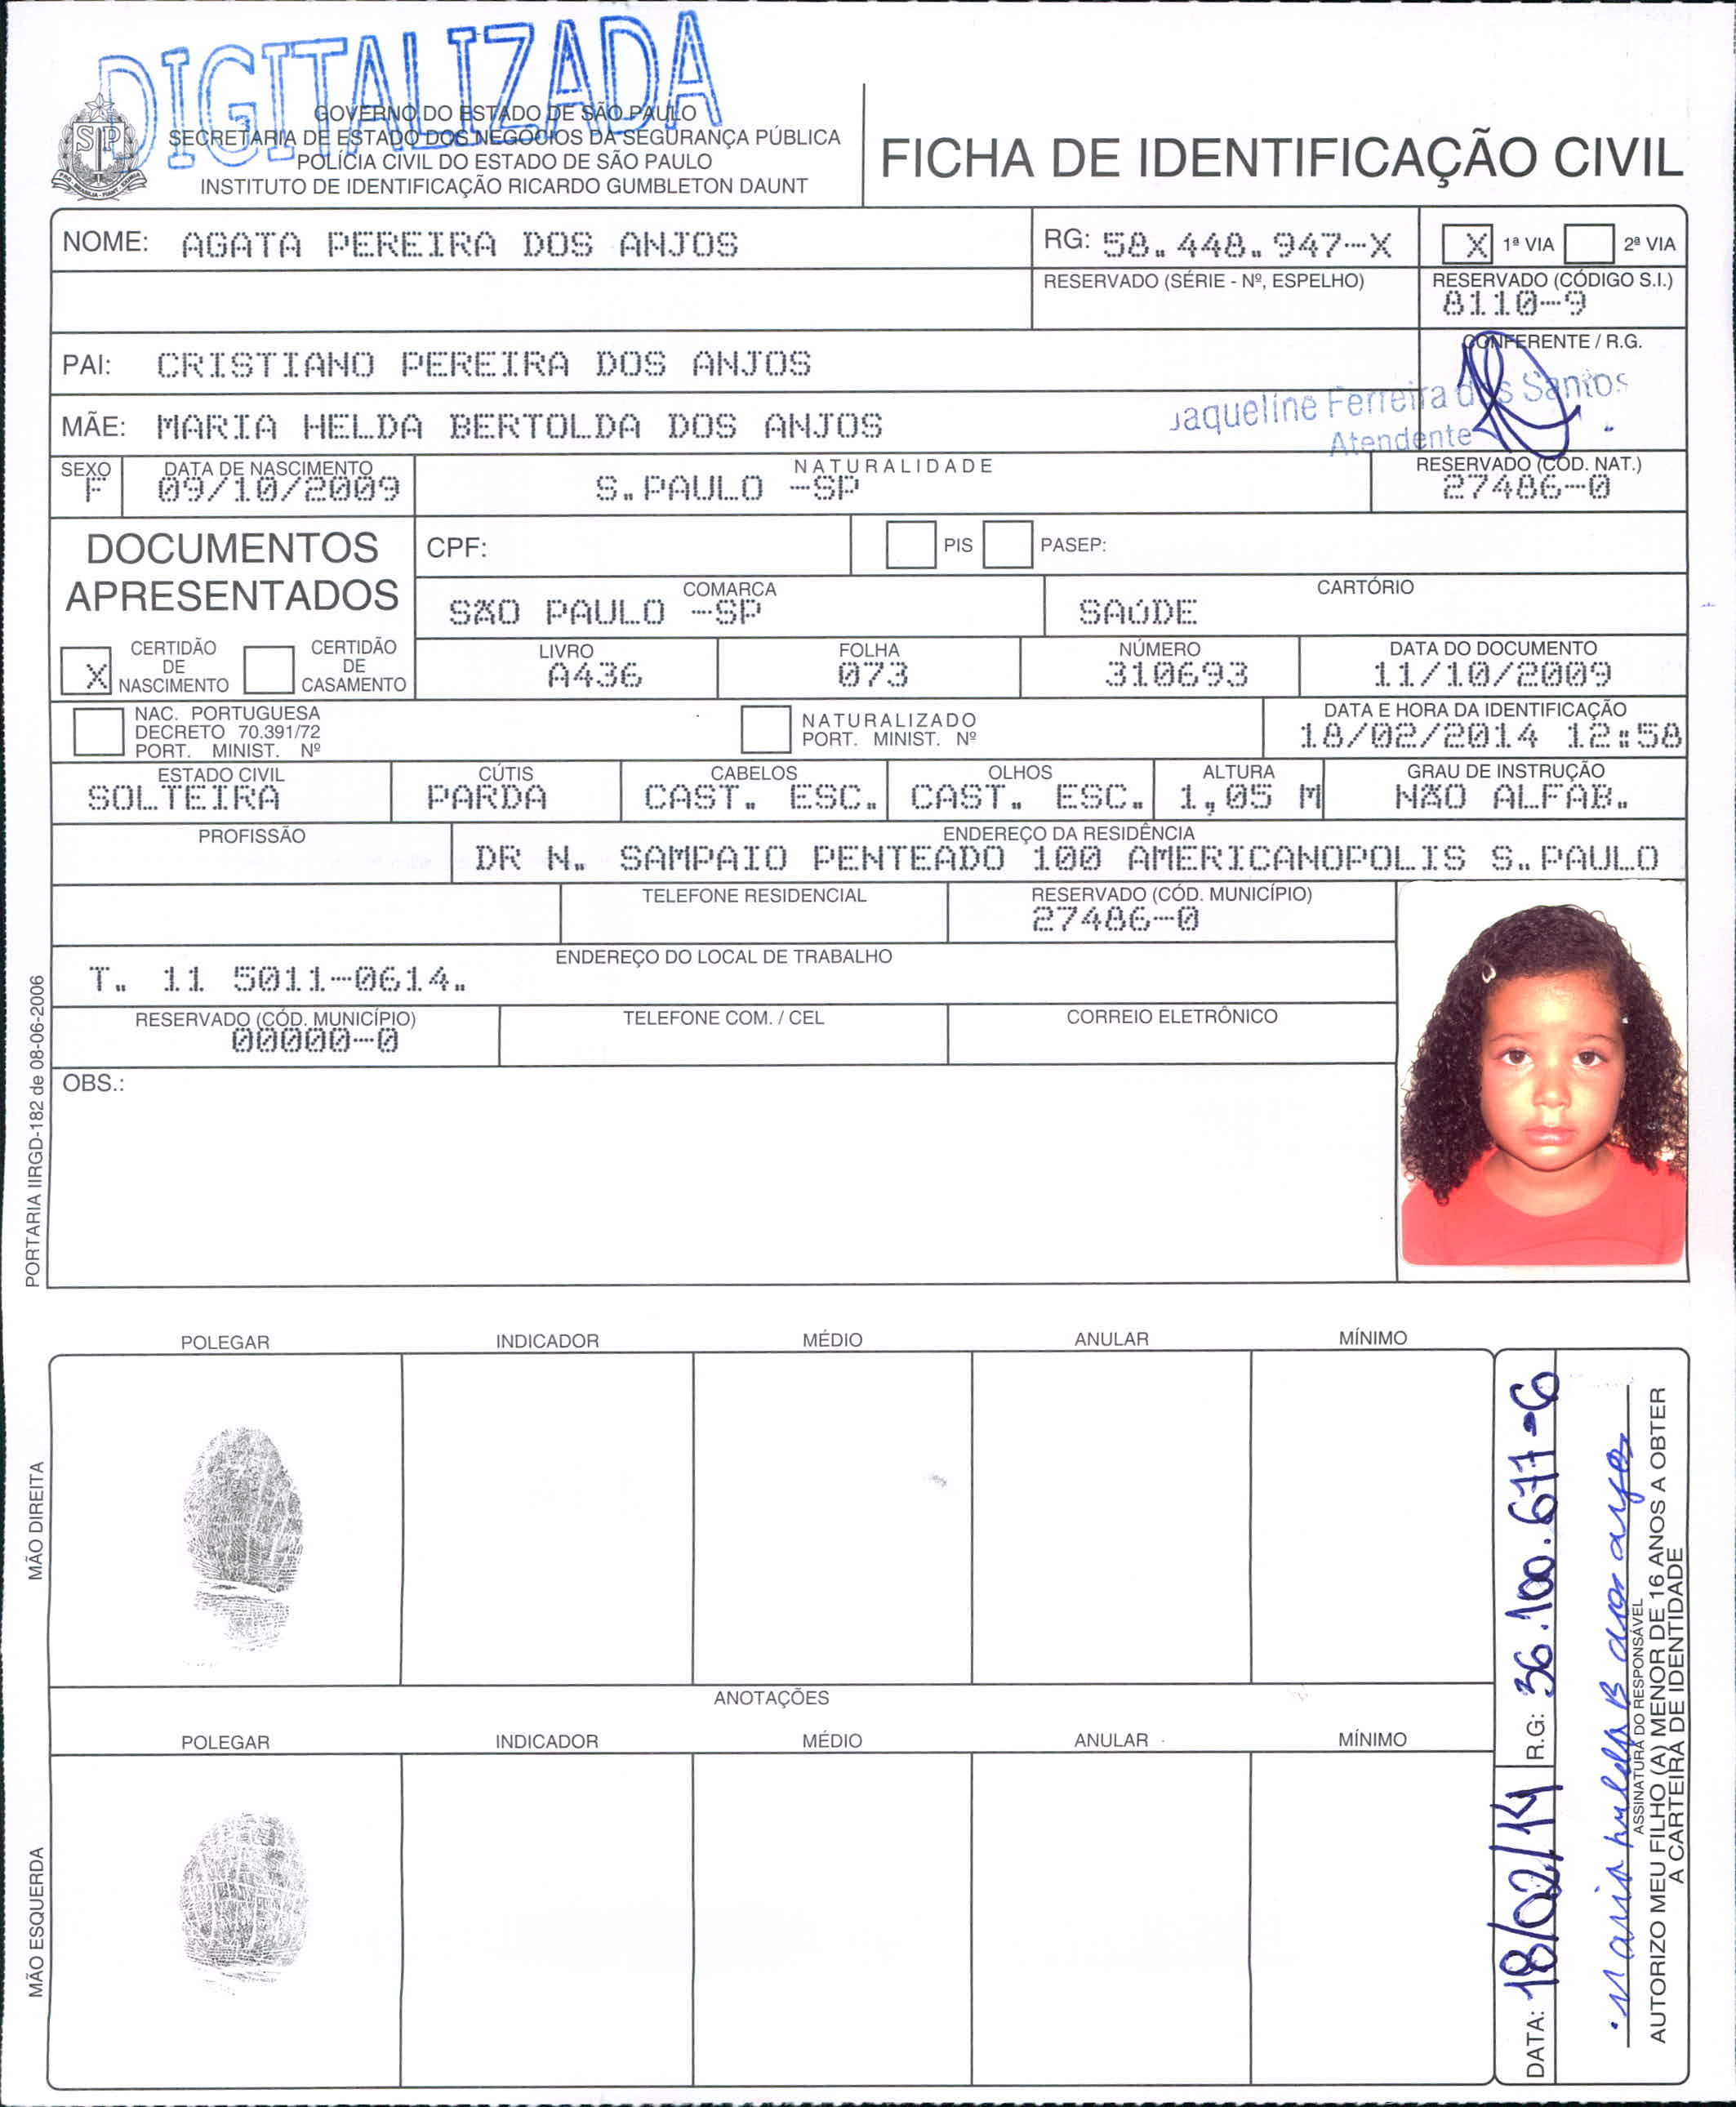 DIGITALIZADA
GOVERNO DO ESTADO DE SÃO PAULO
SECRETARIA DE ESTADO DOS NEGÓCIOS DA SEGURANÇA PÚBLICA
POLÍCIA CIVIL DO ESTADO DE SÃO PAULO
INSTITUTO DE IDENTIFICAÇÃO RICARDO GUMBLETON DAUNT
FICHA DE IDENTIFICAÇÃO CIVIL
NOME: AGATA PEREIRA DOS ANJOS
RG: 58.448.947-X
X 1ª VIA 2ª VIA
RESERVADO (SÉRIE - Nº, ESPELHO)
RESERVADO (CÓDIGO S.I.)
8110-9
PAI: CRISTIANO PEREIRA DOS ANJOS
CONFERENTE / R.G.
Jaqueline Ferreira dos Santos
Atendente
MÃE: MARIA HELDA BERTOLDA DOS ANJOS
SEXO
F
DATA DE NASCIMENTO
09/10/2009
NATURALIDADE
S.PAULO -SP
RESERVADO (CÓD. NAT.)
27486-0
DOCUMENTOS
APRESENTADOS
CPF:
PIS PASEP:
COMARCA
SÃO PAULO -SP
CARTÓRIO
SAúDE
X CERTIDÃO
DE
NASCIMENTO
CERTIDÃO
DE
CASAMENTO
LIVRO
A436
FOLHA
073
NÚMERO
310693
DATA DO DOCUMENTO
11/10/2009
NAC. PORTUGUESA
DECRETO 70.391/72
PORT. MINIST. Nº
NATURALIZADO
PORT. MINIST. Nº
DATA E HORA DA IDENTIFICAÇÃO
18/02/2014 12:58
ESTADO CIVIL
SOLTEIRA
CÚTIS
PARDA
CABELOS
CAST. ESC.
OLHOS
CAST. ESC.
ALTURA
1,05 M
GRAU DE INSTRUÇÃO
NÃO ALFAB.
PROFISSÃO
ENDEREÇO DA RESIDÊNCIA
DR N. SAMPAIO PENTEADO 100 AMERICANOPOLIS S.PAULO
TELEFONE RESIDENCIAL
RESERVADO (CÓD. MUNICÍPIO)
27486-0
ENDEREÇO DO LOCAL DE TRABALHO
T. 11 5011-0614.
RESERVADO (CÓD. MUNICÍPIO)
00000-0
TELEFONE COM. / CEL
CORREIO ELETRÔNICO
OBS.:
PORTARIA IIRGD-182 de 08-06-2006
POLEGAR INDICADOR MÉDIO ANULAR MÍNIMO
MÃO DIREITA
ANOTAÇÕES
POLEGAR INDICADOR MÉDIO ANULAR MÍNIMO
MÃO ESQUERDA
DATA: 18/02/14 R.G: 36.100.677-6
maria helda B dos anjos
ASSINATURA DO RESPONSÁVEL
AUTORIZO MEU FILHO (A) MENOR DE 16 ANOS A OBTER
A CARTEIRA DE IDENTIDADE